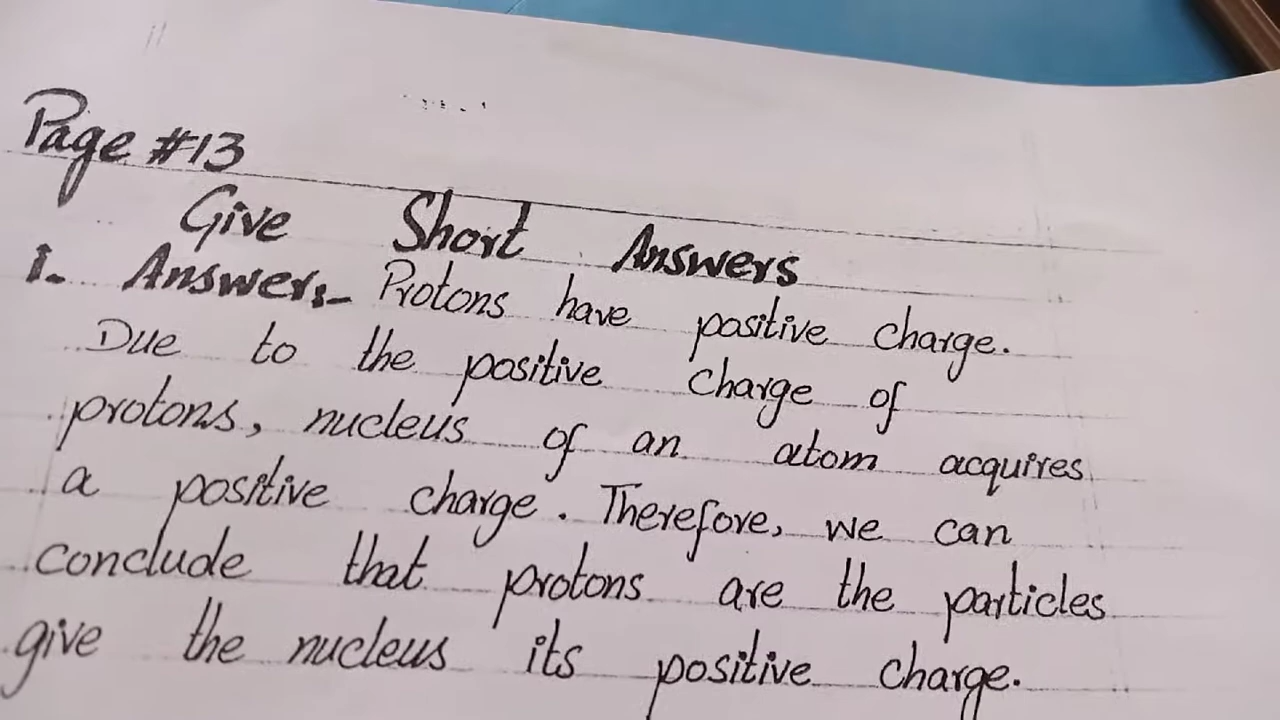 Page #13
Give Short Answers
i. Answer:- Protons have positive charge.
Due to the positive charge of
protons, nucleus of an atom acquires
a positive charge. Therefore, we can
conclude that protons are the particles
give the nucleus its positive charge.